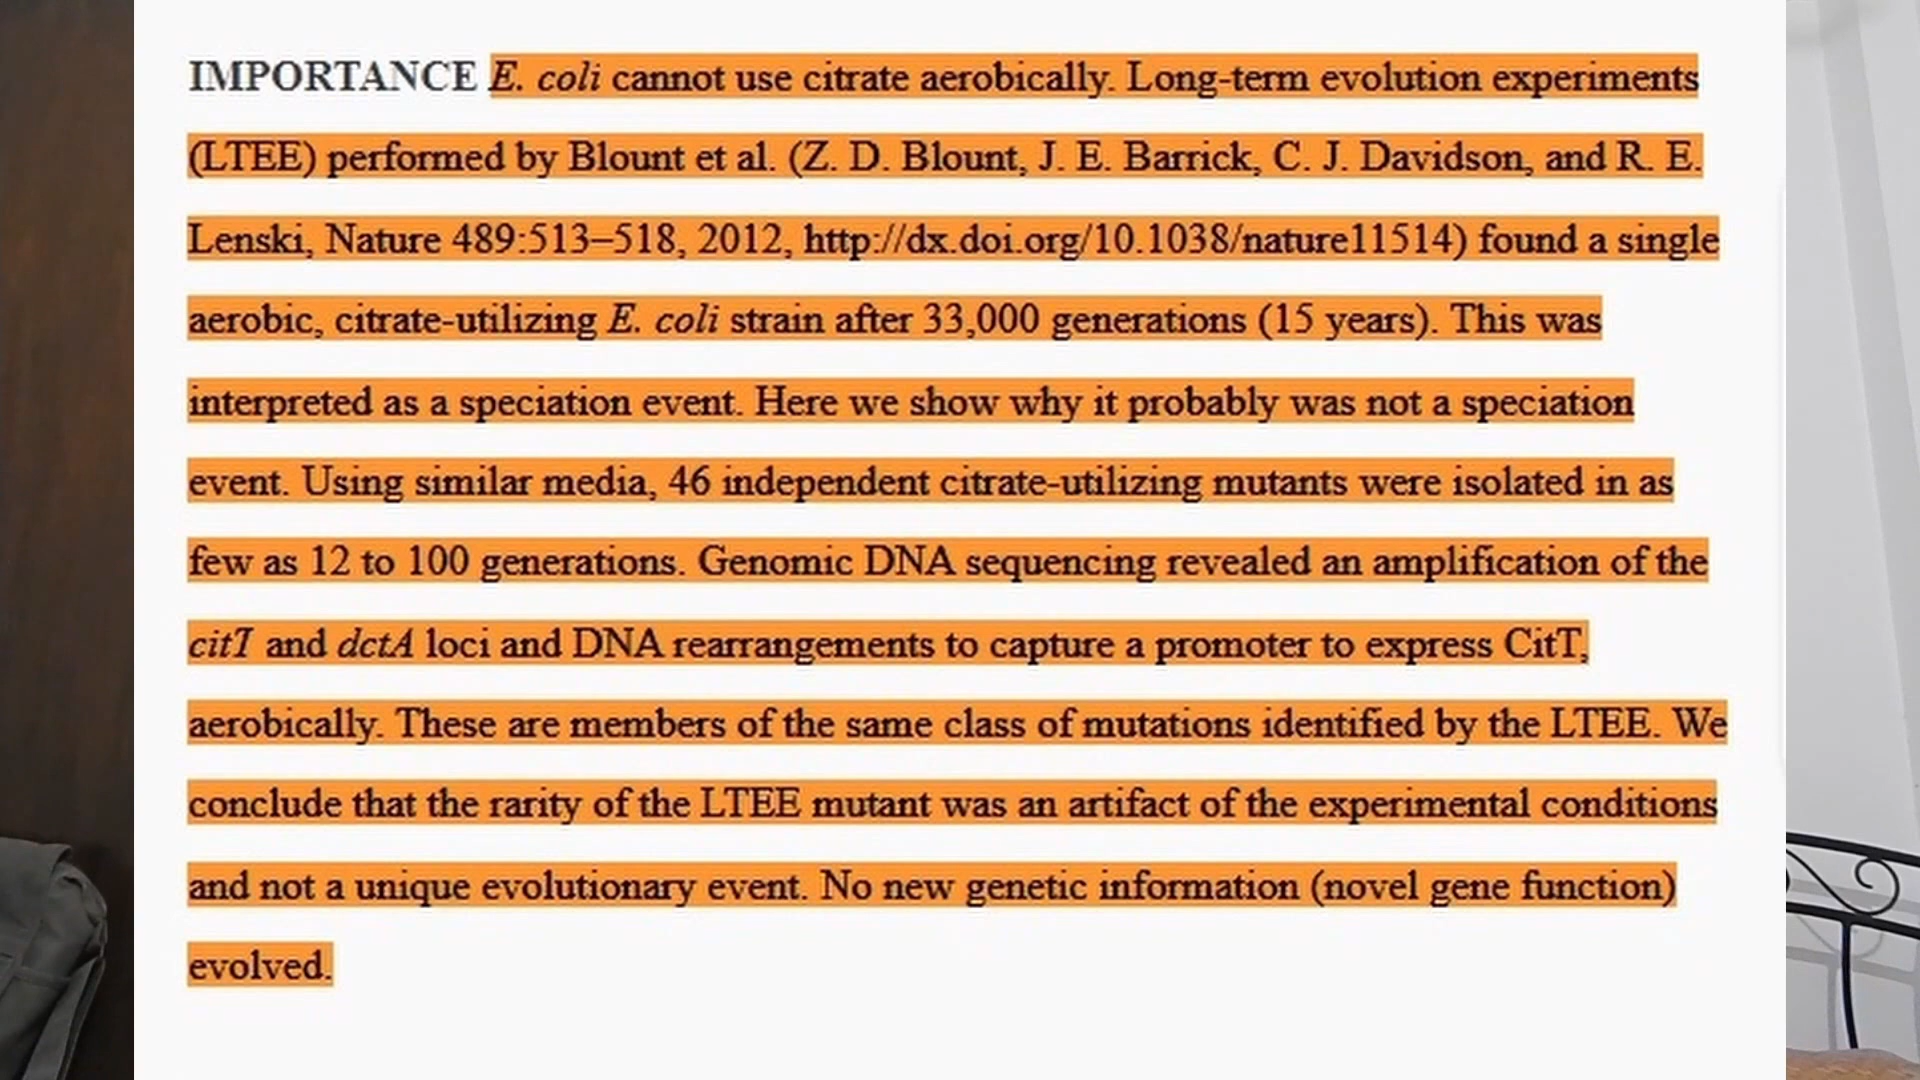 IMPORTANCE E. coli cannot use citrate aerobically. Long-term evolution experiments
(LTEE) performed by Blount et al. (Z. D. Blount, J. E. Barrick, C. J. Davidson, and R. E.
Lenski, Nature 489:513–518, 2012, http://dx.doi.org/10.1038/nature11514) found a single
aerobic, citrate-utilizing E. coli strain after 33,000 generations (15 years). This was
interpreted as a speciation event. Here we show why it probably was not a speciation
event. Using similar media, 46 independent citrate-utilizing mutants were isolated in as
few as 12 to 100 generations. Genomic DNA sequencing revealed an amplification of the
citT and dctA loci and DNA rearrangements to capture a promoter to express CitT,
aerobically. These are members of the same class of mutations identified by the LTEE. We
conclude that the rarity of the LTEE mutant was an artifact of the experimental conditions
and not a unique evolutionary event. No new genetic information (novel gene function)
evolved.